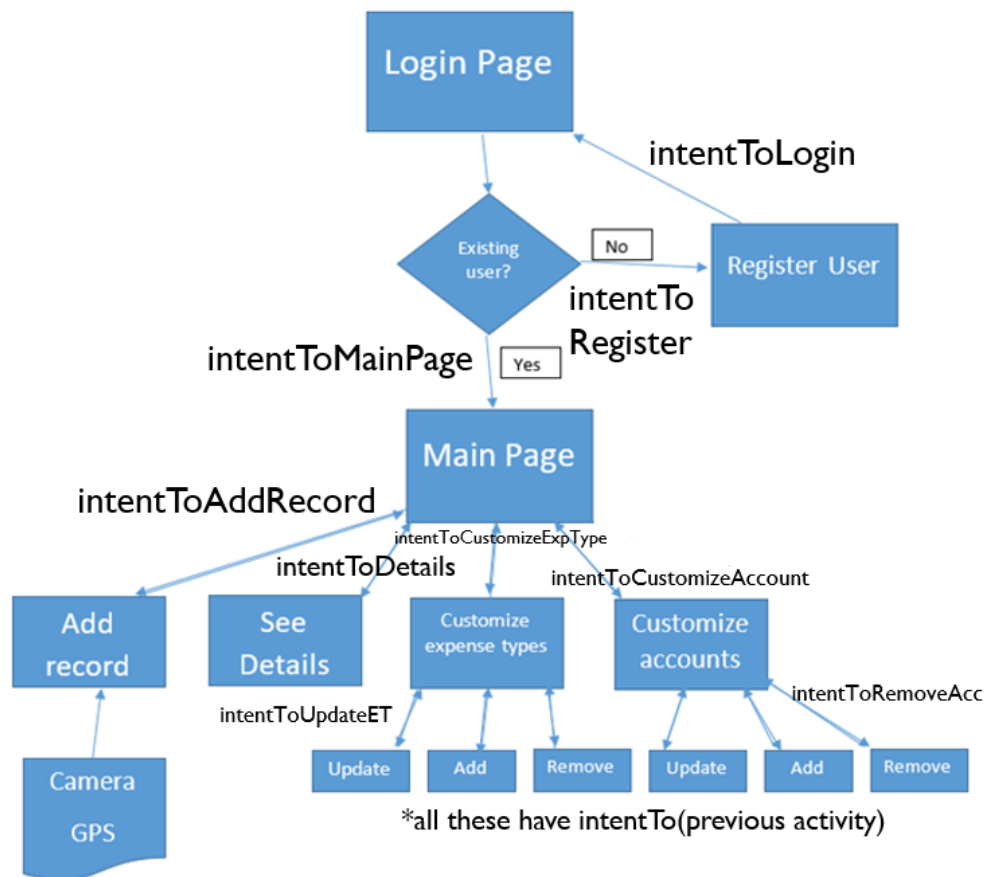 Login Page
intentToLogin
Existing
user?
No
Register User
intentTo
Register
intentToMainPage
Yes
Main Page
intentToAddRecord
intentToCustomizeExpType
intentToDetails
intentToCustomizeAccount
Add
record
See
Details
Customize
expense types
Customize
accounts
intentToRemoveAcc
intentToUpdateET
Update
Add
Remove
Update
Add
Remove
Camera
GPS
*all these have intentTo(previous activity)